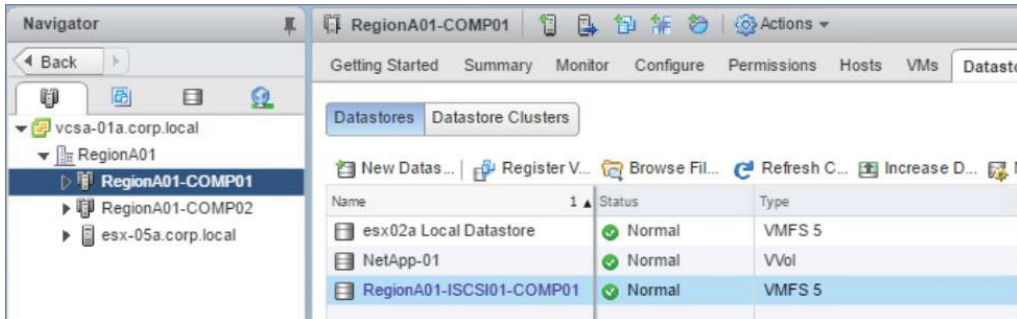 Navigator
RegionA01-COMP01 Actions
Back
Getting Started Summary Monitor Configure Permissions Hosts VMs Datasto
Datastores Datastore Clusters
vcsa-01a.corp.local
RegionA01
RegionA01-COMP01
RegionA01-COMP02
esx-05a.corp.local
New Datas... Register V... Browse Fil... Refresh C... Increase D...
Name 1 Status Type
esx02a Local Datastore Normal VMFS 5
NetApp-01 Normal VVol
RegionA01-ISCSI01-COMP01 Normal VMFS 5